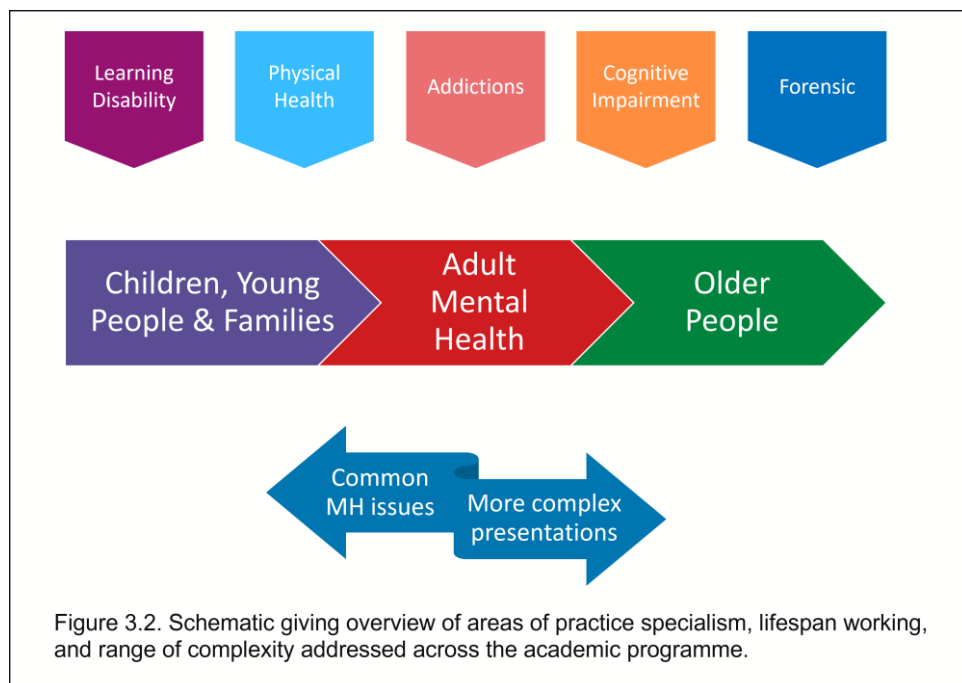 Learning
Disability
Physical
Health
Addictions
Cognitive
Impairment
Forensic
Children, Young
People & Families
Adult
Mental
Health
Older
People
Common
MH issues
More complex
presentations
Figure 3.2. Schematic giving overview of areas of practice specialism, lifespan working,
and range of complexity addressed across the academic programme.